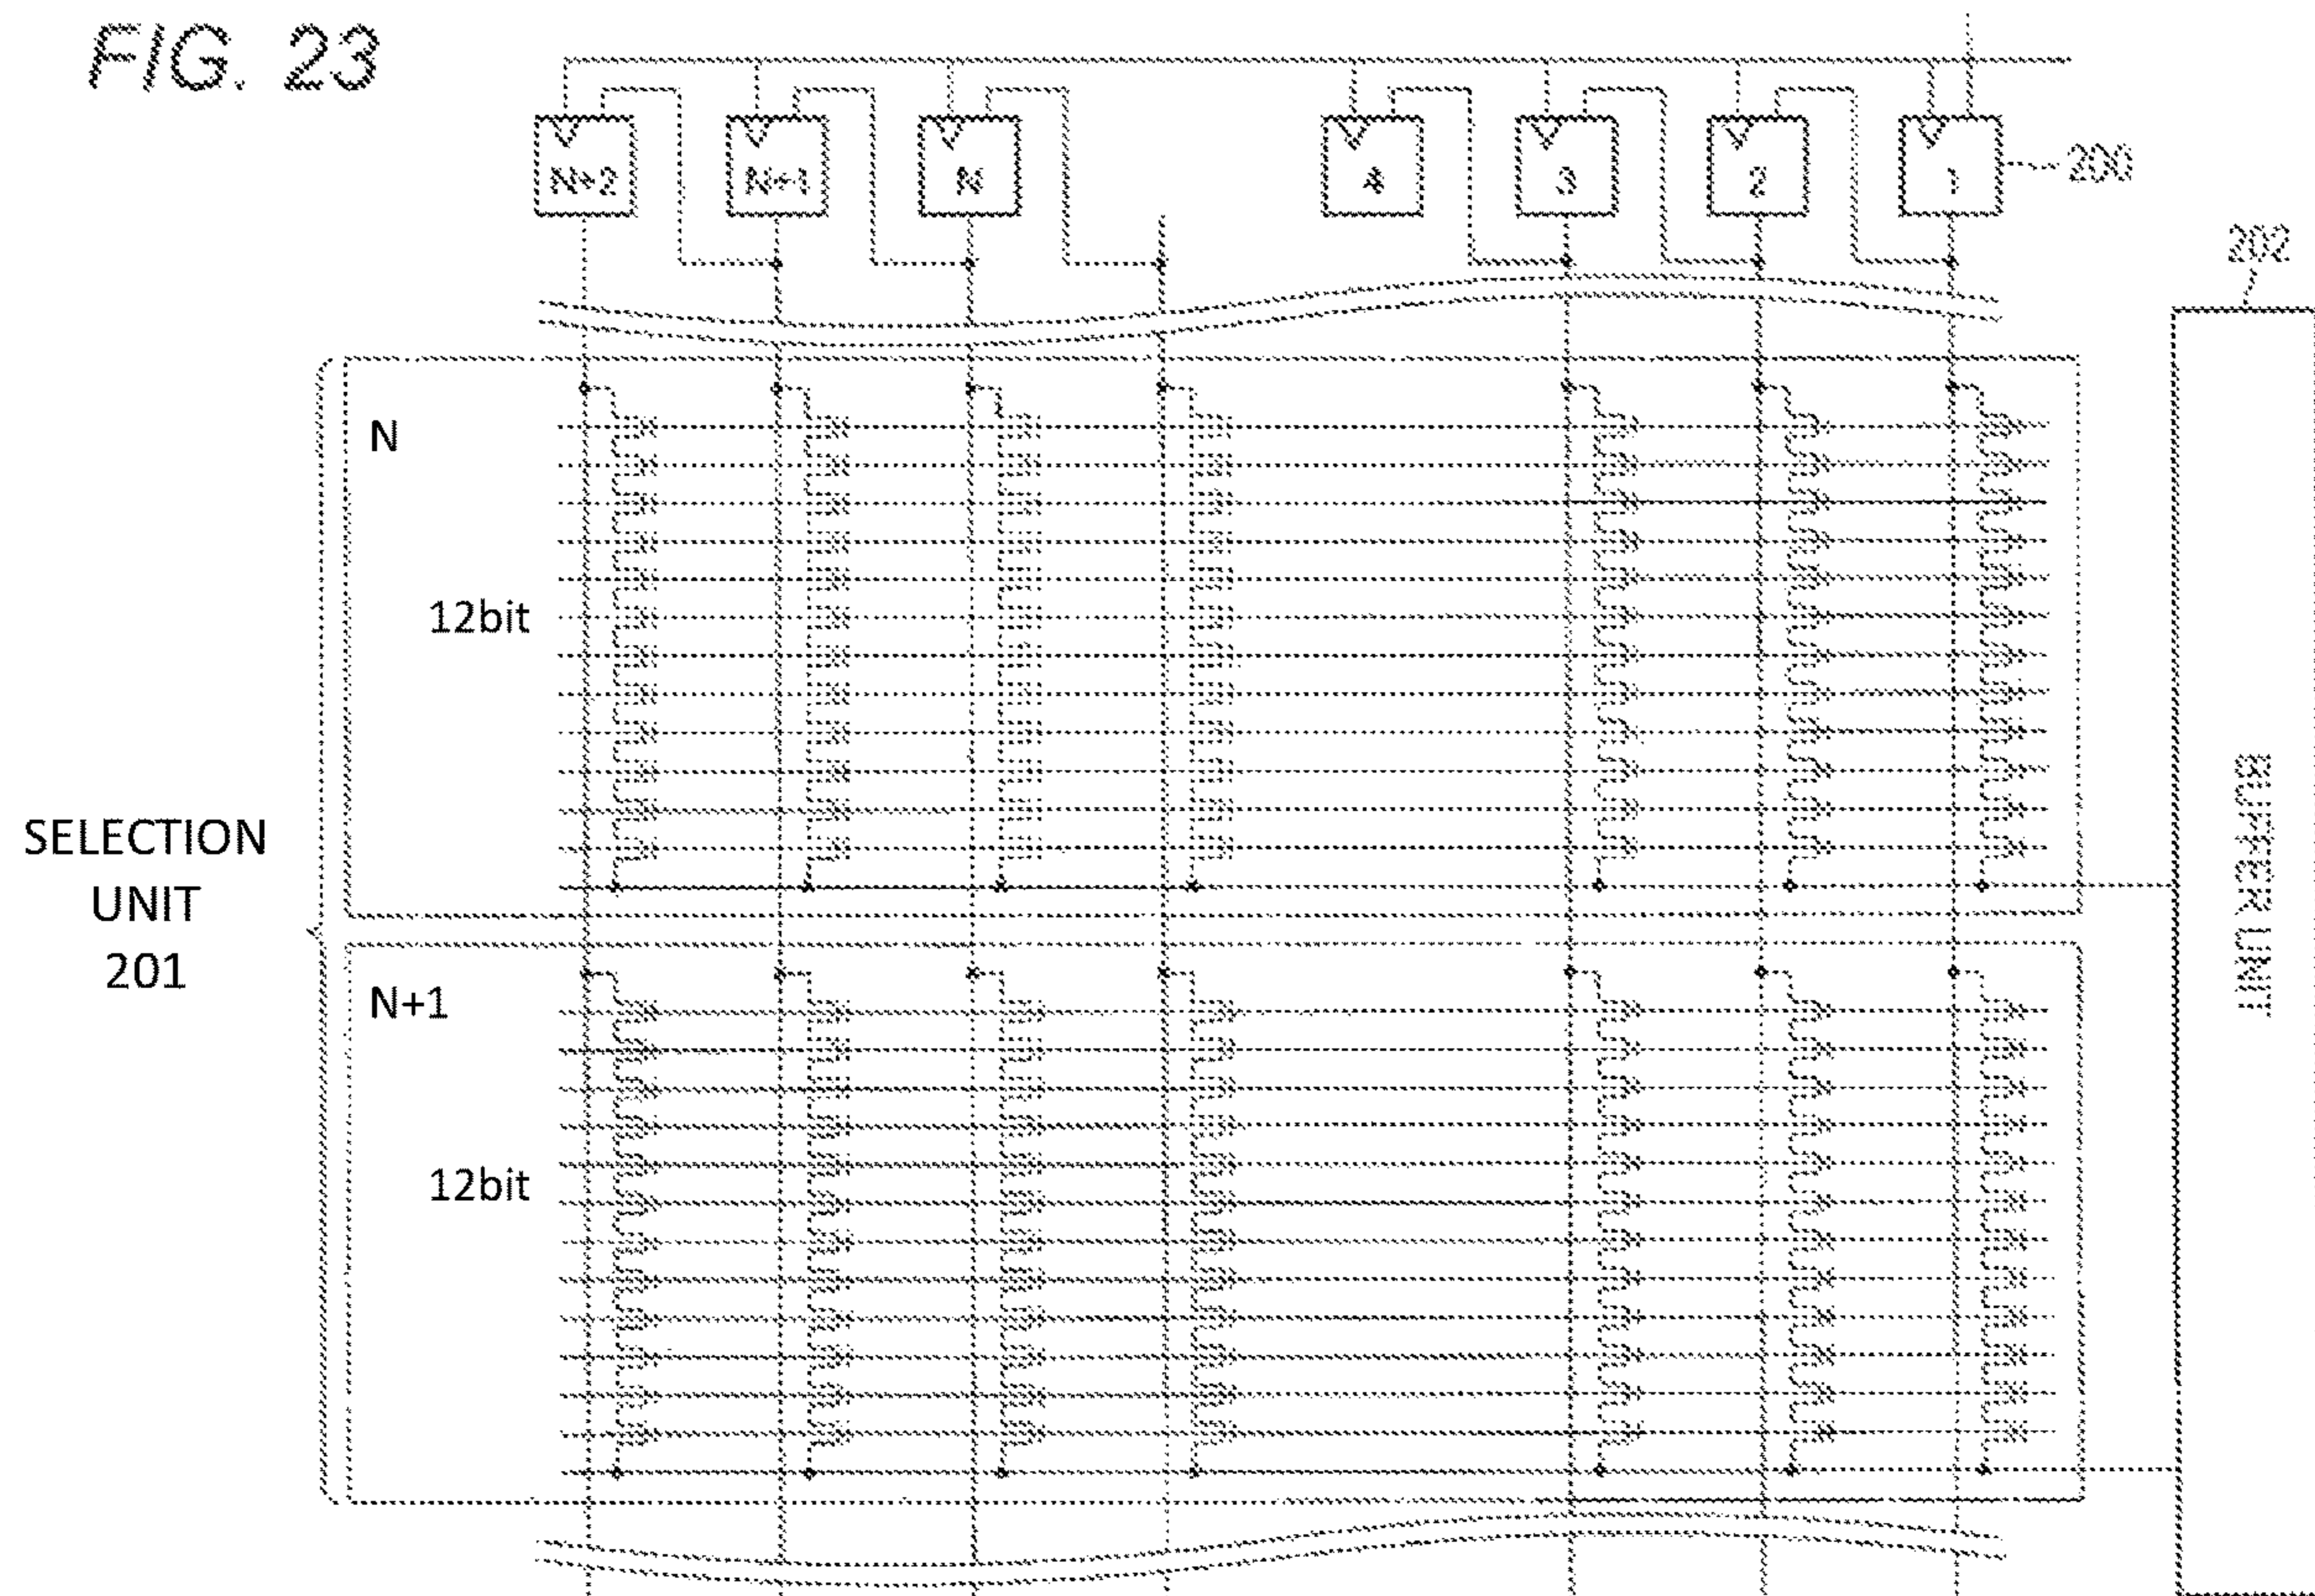 FIG. 23
N+2
N+1
N
4
3
2
1
200
202
N
12bit
SELECTION
UNIT
201
N+1
12bit
BUFFER UNIT